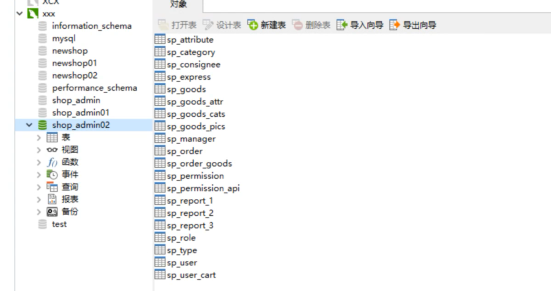 XCX
xxx
information_schema
mysql
newshop
newshop01
newshop02
performance_schema
shop_admin
shop_admin01
shop_admin02
表
视图
函数
事件
查询
报表
备份
test
对象
打开表 设计表 新建表 删除表 导入向导 导出向导
sp_attribute
sp_category
sp_consignee
sp_express
sp_goods
sp_goods_attr
sp_goods_cats
sp_goods_pics
sp_manager
sp_order
sp_order_goods
sp_permission
sp_permission_api
sp_report_1
sp_report_2
sp_report_3
sp_role
sp_type
sp_user
sp_user_cart